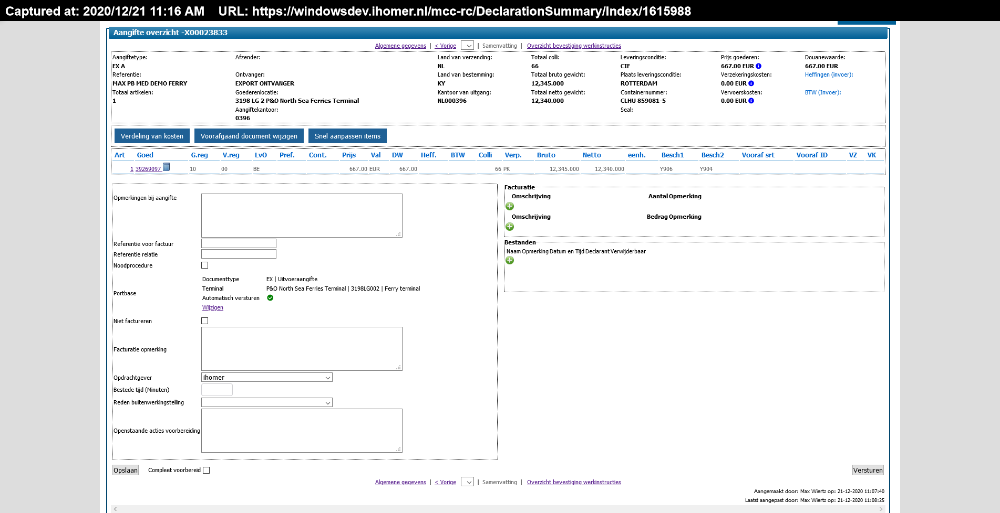 Captured at: 2020/12/21 11:16 AM URL: https://windowsdev.ihomer.nl/mcc-rc/DeclarationSummary/Index/1615988
Aangifte overzicht -X00023833
Algemene gegevens | < Vorige | Samenvatting | Overzicht bevestiging werkinstructies
Aangiftetype: Afzender: Land van verzending: Totaal colli: Leveringsconditie: Prijs goederen: Douanewaarde:
EX A NL 66 CIF 667.00 EUR 667.00 EUR
Referentie: Ontvanger: Land van bestemming: Totaal bruto gewicht: Plaats leveringsconditie: Verzekeringskosten: Heffingen (invoer):
MAX PB MED DEMO FERRY EXPORT ONTVANGER KY 12,345.000 ROTTERDAM 0.00 EUR
Totaal artikelen: Goederenlocatie: Kantoor van uitgang: Totaal netto gewicht: Containernummer: Vervoerskosten: BTW (Invoer):
1 3198 LG 2 P&O North Sea Ferries Terminal NL000396 12,340.000 CLHU 859081-5 0.00 EUR
Aangiftekantoor: Seal:
0396
Verdeling van kosten Voorafgaand document wijzigen Snel aanpassen items
Art Goed G.reg V.reg LvO Pref. Cont. Prijs Val DW Heff. BTW Colli Verp. Bruto Netto eenh. Besch1 Besch2 Vooraf srt Vooraf ID VZ VK
1 39269097 10 00 BE 667.00 EUR 667.00 66 PK 12,345.000 12,340.000 Y906 Y904
Opmerkingen bij aangifte
Referentie voor factuur
Referentie relatie
Noodprocedure
Portbase
Documenttype EX | Uitvoeraangifte
Terminal P&O North Sea Ferries Terminal | 3198LG002 | Ferry terminal
Automatisch versturen
Wijzigen
Niet factureren
Facturatie opmerking
Opdrachtgever ihomer
Bestede tijd (Minuten)
Reden buitenwerkingstelling
Openstaande acties voorbereiding
Facturatie
Omschrijving Aantal Opmerking
Omschrijving Bedrag Opmerking
Bestanden
Naam Opmerking Datum en Tijd Declarant Verwijderbaar
Opslaan Compleet voorbereid Versturen
Algemene gegevens | < Vorige | Samenvatting | Overzicht bevestiging werkinstructies
Aangemaakt door: Max Wiertz op: 21-12-2020 11:07:40
Laatst aangepast door: Max Wiertz op: 21-12-2020 11:08:25